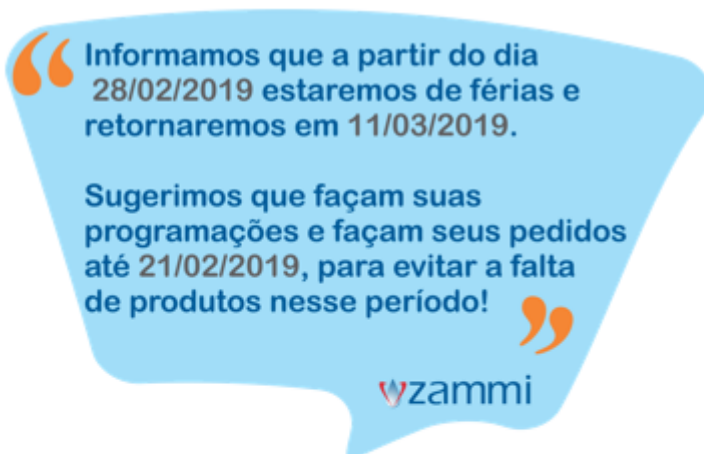 Informamos que a partir do dia
28/02/2019 estaremos de férias e
retornaremos em 11/03/2019.
Sugerimos que façam suas
programações e façam seus pedidos
até 21/02/2019, para evitar a falta
de produtos nesse período!
zammi